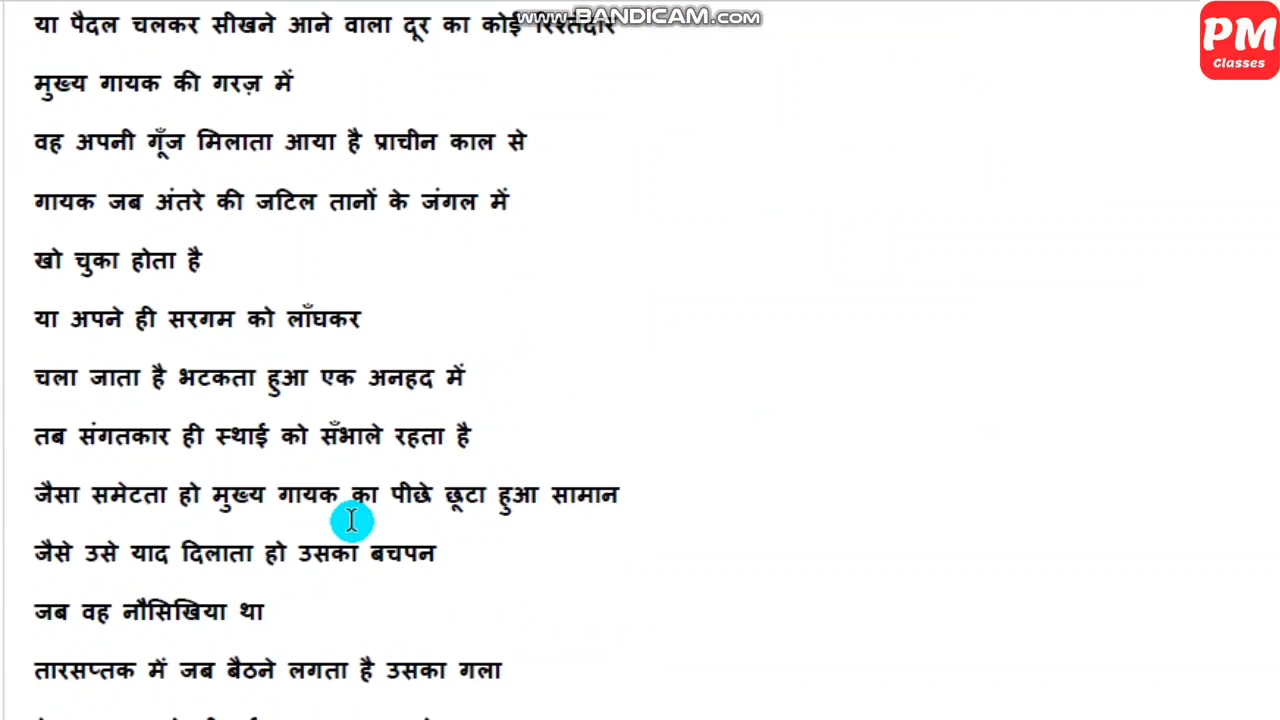 www.BANDICAM.com
PM
Classes
या पैदल चलकर सीखने आने वाला दूर का कोई रिश्तेदार
मुख्य गायक की गरज़ में
वह अपनी गूँज मिलाता आया है प्राचीन काल से
गायक जब अंतरे की जटिल तानों के जंगल में
खो चुका होता है
या अपने ही सरगम को लाँघकर
चला जाता है भटकता हुआ एक अनहद में
तब संगतकार ही स्थाई को सँभाले रहता है
जैसा समेटता हो मुख्य गायक का पीछे छूटा हुआ सामान
जैसे उसे याद दिलाता हो उसका बचपन
जब वह नौसिखिया था
तारसप्तक में जब बैठने लगता है उसका गला